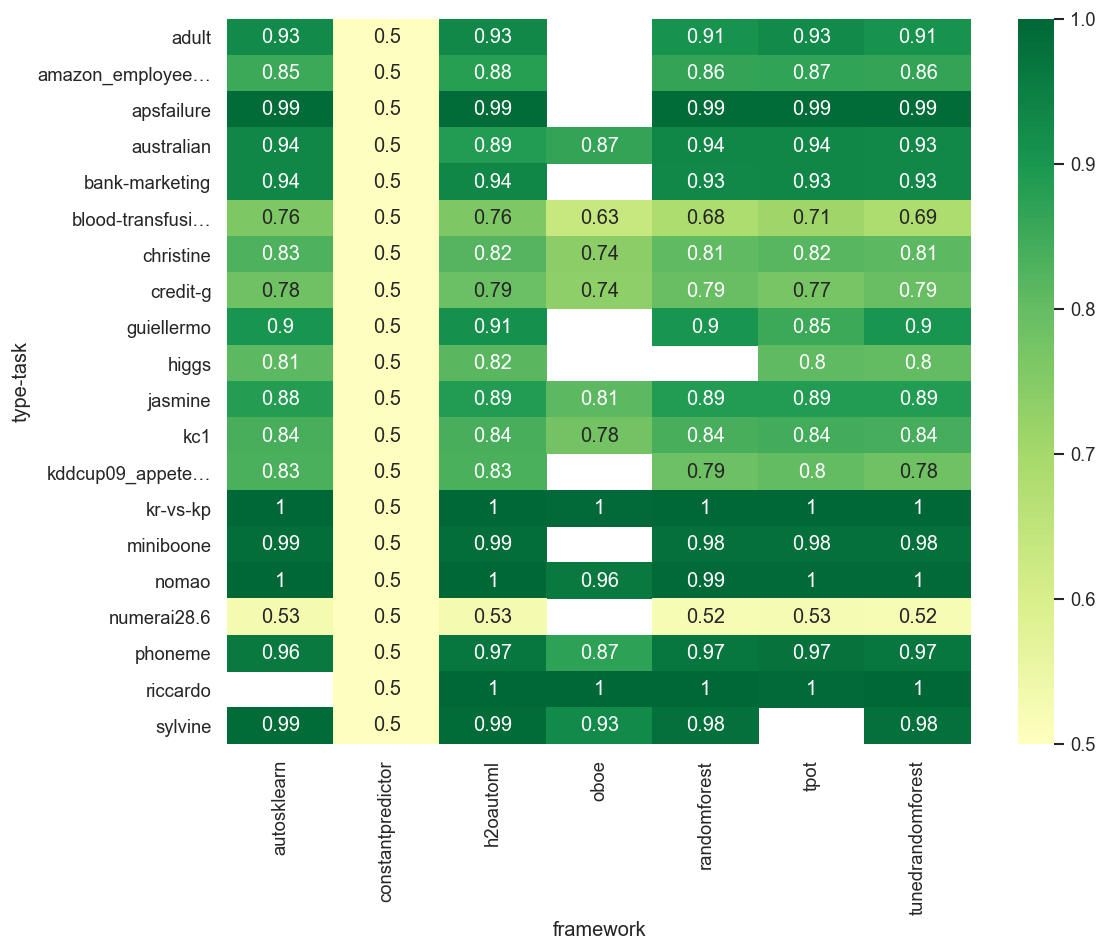 adult 0.93 0.5 0.93 0.91 0.93 0.91
amazon_employee… 0.85 0.5 0.88 0.86 0.87 0.86
apsfailure 0.99 0.5 0.99 0.99 0.99 0.99
australian 0.94 0.5 0.89 0.87 0.94 0.94 0.93
bank-marketing 0.94 0.5 0.94 0.93 0.93 0.93
blood-transfusi… 0.76 0.5 0.76 0.63 0.68 0.71 0.69
christine 0.83 0.5 0.82 0.74 0.81 0.82 0.81
credit-g 0.78 0.5 0.79 0.74 0.79 0.77 0.79
guiellermo 0.9 0.5 0.91 0.9 0.85 0.9
higgs 0.81 0.5 0.82 0.8 0.8
jasmine 0.88 0.5 0.89 0.81 0.89 0.89 0.89
kc1 0.84 0.5 0.84 0.78 0.84 0.84 0.84
kddcup09_appete… 0.83 0.5 0.83 0.79 0.8 0.78
kr-vs-kp 1 0.5 1 1 1 1 1
miniboone 0.99 0.5 0.99 0.98 0.98 0.98
nomao 1 0.5 1 0.96 0.99 1 1
numerai28.6 0.53 0.5 0.53 0.52 0.53 0.52
phoneme 0.96 0.5 0.97 0.87 0.97 0.97 0.97
riccardo 0.5 1 1 1 1 1
sylvine 0.99 0.5 0.99 0.93 0.98 0.98
type-task
autosklearn
constantpredictor
h2oautoml
oboe
randomforest
tpot
tunedrandomforest
framework
1.0
0.9
0.8
0.7
0.6
0.5